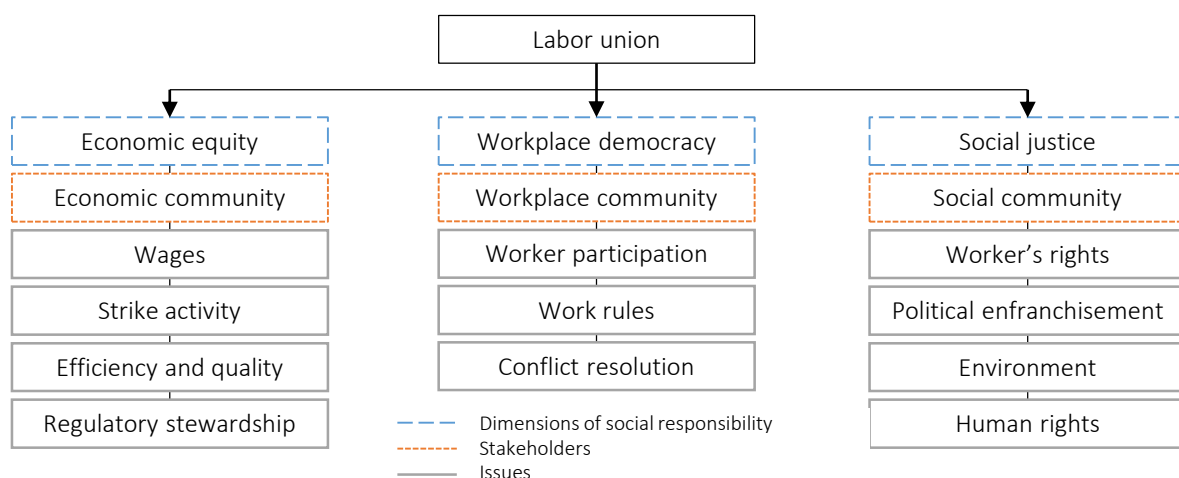 Labor union
Economic equity
Economic community
Wages
Strike activity
Efficiency and quality
Regulatory stewardship
Workplace democracy
Workplace community
Worker participation
Work rules
Conflict resolution
Social justice
Social community
Worker’s rights
Political enfranchisement
Environment
Human rights
Dimensions of social responsibility
Stakeholders
Issues